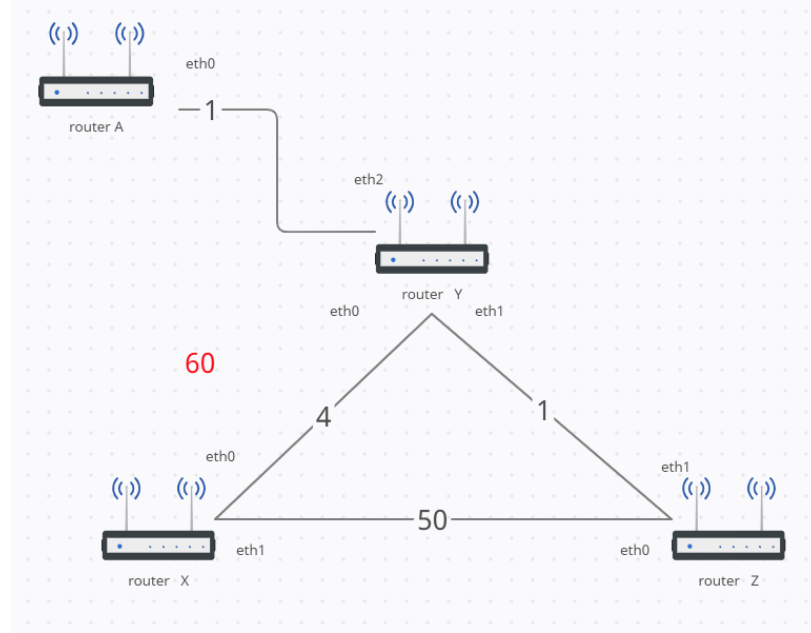 eth0
1
router A
eth2
router Y
eth0
eth1
60
4
1
eth0
eth1
50
eth1
eth0
router X
router Z